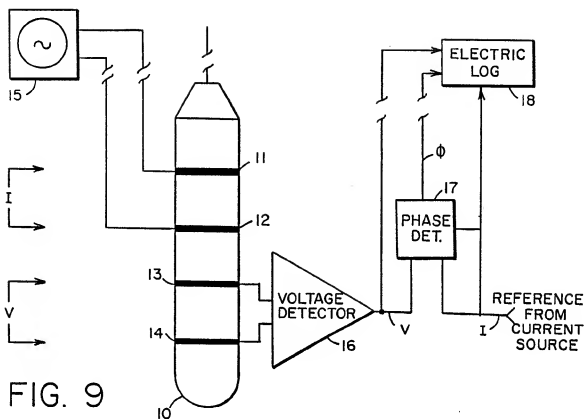 15
ELECTRIC
LOG
18
I
11
ϕ
12
17
PHASE
DET.
V
13
VOLTAGE
DETECTOR
14
16
V
I
REFERENCE
FROM
CURRENT
SOURCE
FIG. 9
10